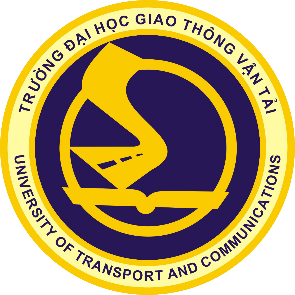 TRƯỜNG ĐẠI HỌC GIAO THÔNG VẬN TẢI
UNIVERSITY OF TRANSPORT AND COMMUNICATIONS